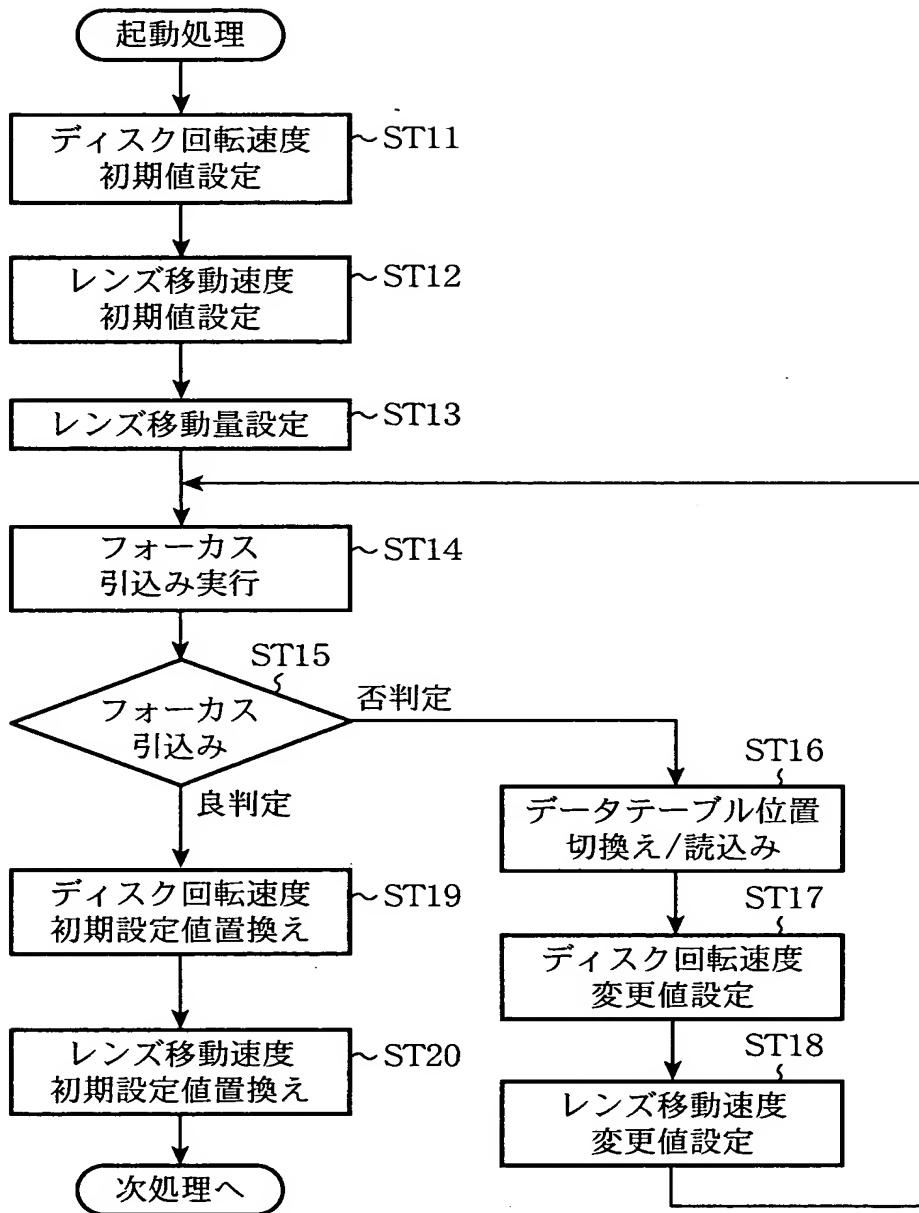 起動処理
ディスク回転速度
初期値設定
ST11
レンズ移動速度
初期値設定
ST12
レンズ移動量設定
ST13
フォーカス
引込み実行
ST14
ST15
フォーカス
引込み
否判定
良判定
ST16
データテーブル位置
切換え/読込み
ST17
ディスク回転速度
変更値設定
ST18
レンズ移動速度
変更値設定
ディスク回転速度
初期設定値置換え
ST19
レンズ移動速度
初期設定値置換え
ST20
次処理へ